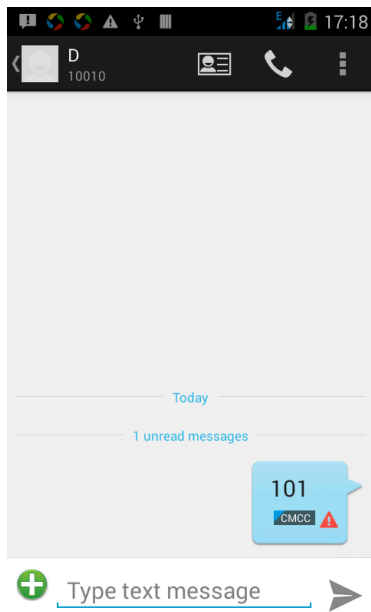 E
17:18
D
10010
Today
1 unread messages
101
CMCC
Type text message